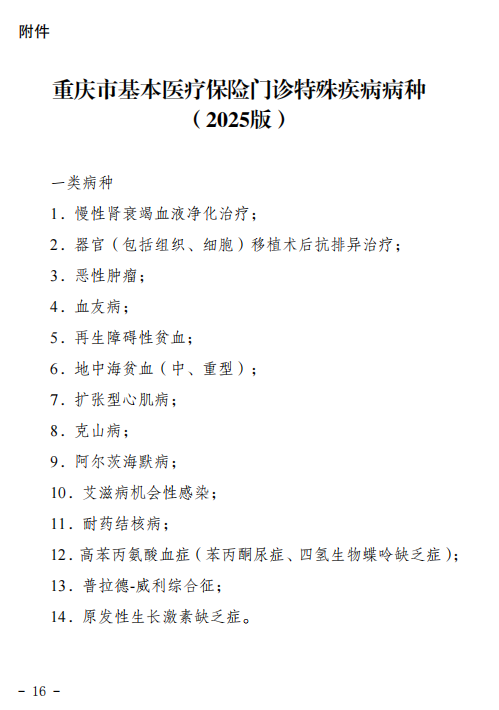 附件
重庆市基本医疗保险门诊特殊疾病病种
（2025版）
一类病种
1．慢性肾衰竭血液净化治疗；
2．器官（包括组织、细胞）移植术后抗排异治疗；
3．恶性肿瘤；
4．血友病；
5．再生障碍性贫血；
6．地中海贫血（中、重型）；
7．扩张型心肌病；
8．克山病；
9．阿尔茨海默病；
10．艾滋病机会性感染；
11．耐药结核病；
12．高苯丙氨酸血症（苯丙酮尿症、四氢生物蝶呤缺乏症）；
13．普拉德-威利综合征；
14．原发性生长激素缺乏症。
- 16 -